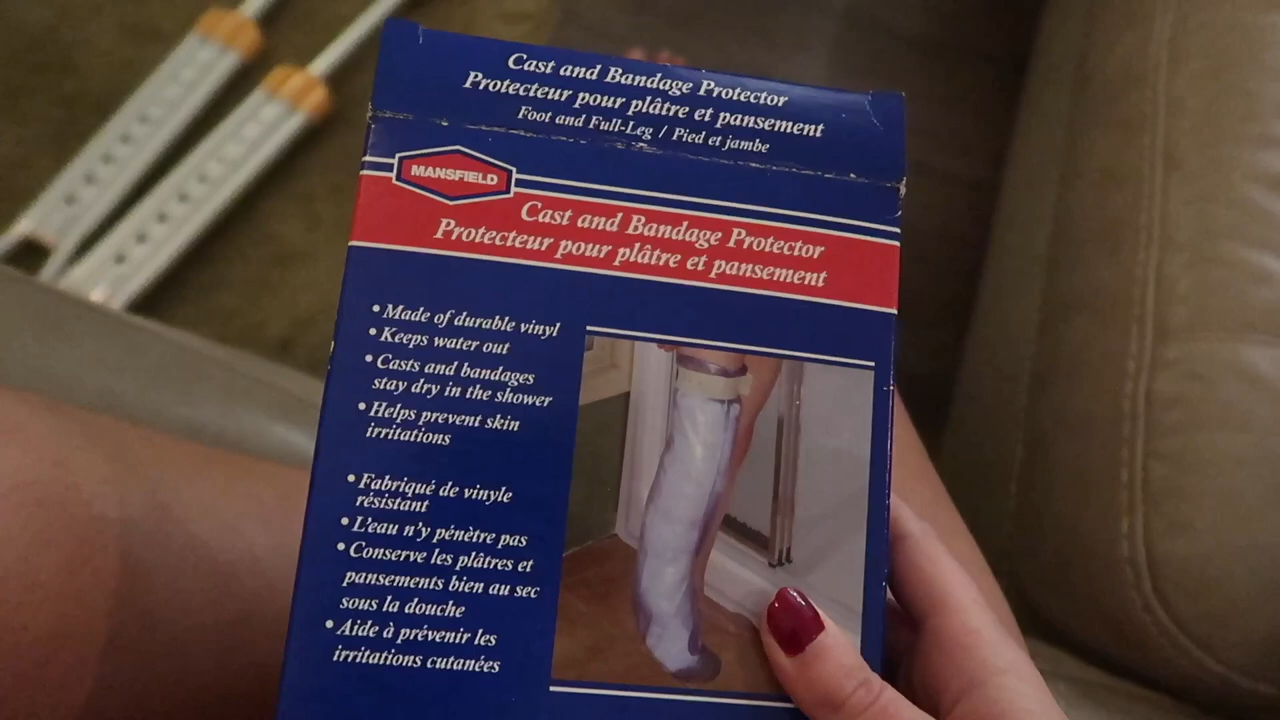 Cast and Bandage Protector
Protecteur pour plâtre et pansement
Foot and Full-Leg / Pied et jambe
MANSFIELD
Cast and Bandage Protector
Protecteur pour plâtre et pansement
• Made of durable vinyl
• Keeps water out
• Casts and bandages
stay dry in the shower
• Helps prevent skin
irritations
• Fabriqué de vinyle
résistant
• L'eau n'y pénètre pas
• Conserve les plâtres et
pansements bien au sec
sous la douche
• Aide à prévenir les
irritations cutanées